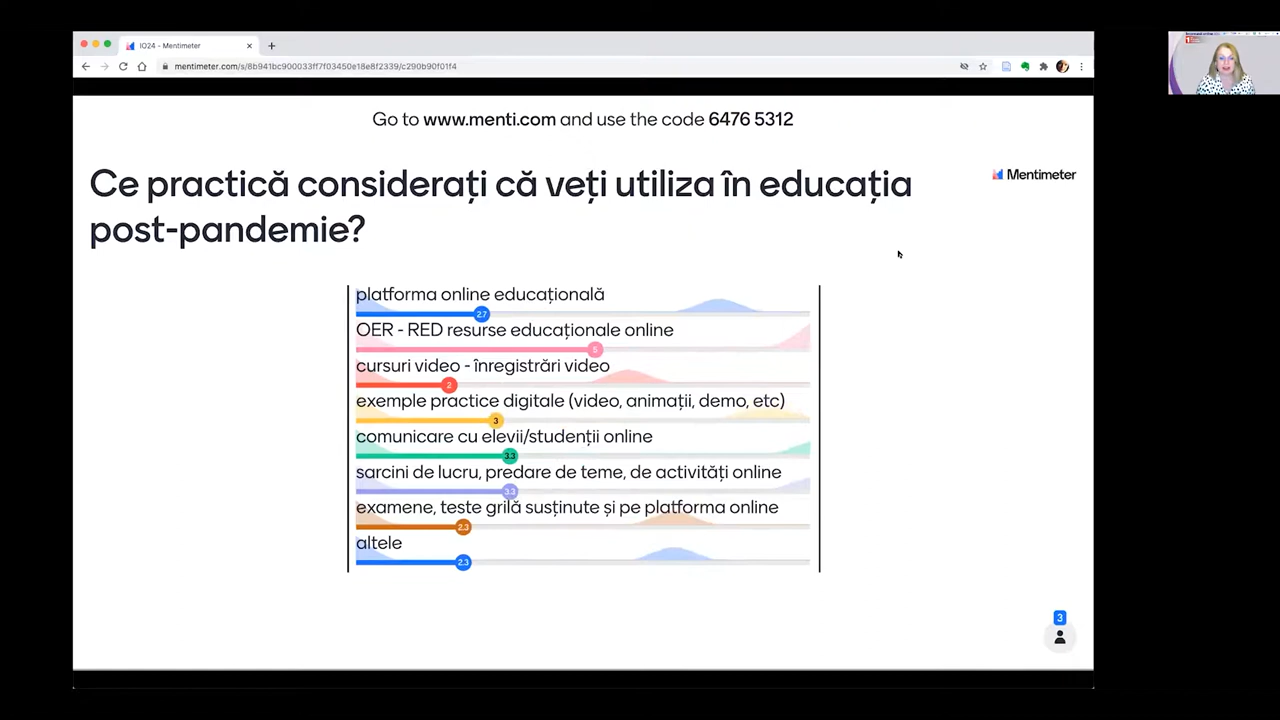 IO24 - Mentimeter
mentimeter.com/s/8b941bc900033ff7f03450e18e8f2339/c290b90f01f4
Go to www.menti.com and use the code 6476 5312
Mentimeter
Ce practică considerați că veți utiliza în educația
post-pandemie?
platforma online educațională
2.7
OER - RED resurse educaționale online
5
cursuri video - înregistrări video
2
exemple practice digitale (video, animații, demo, etc)
3
comunicare cu elevii/studenții online
3.3
sarcini de lucru, predare de teme, de activități online
3.3
examene, teste grilă susținute și pe platforma online
2.3
altele
2.3
3